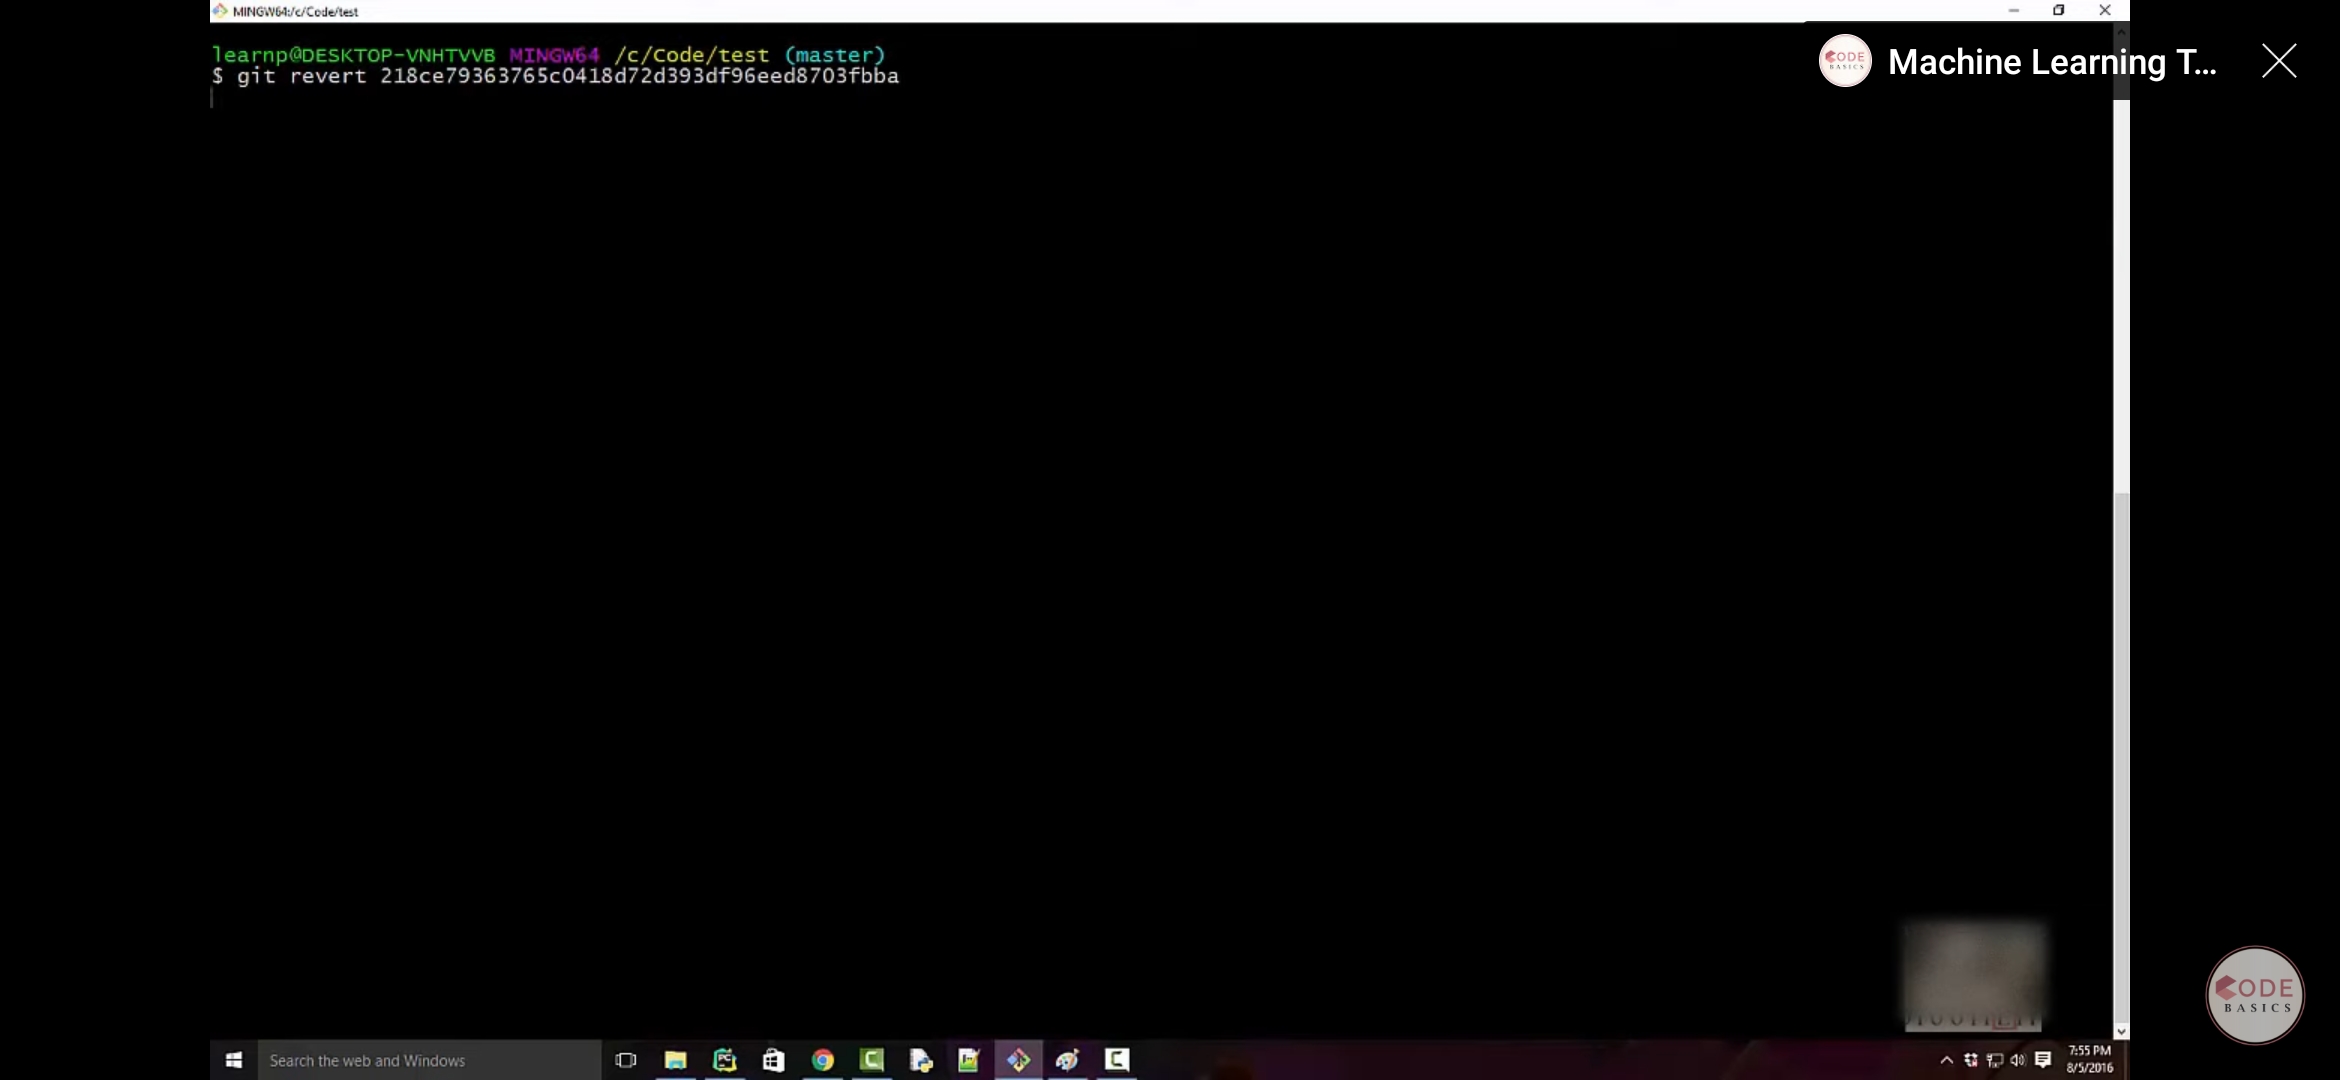 MINGW64:/c/Code/test
learnp@DESKTOP-VNHTVVB MINGW64 /c/Code/test (master)
$ git revert 218ce79363765c0418d72d393df96eed8703fbba
CODE
BASICS
Machine Learning T...
CODE
BASICS
Search the web and Windows
7:55 PM
8/5/2016